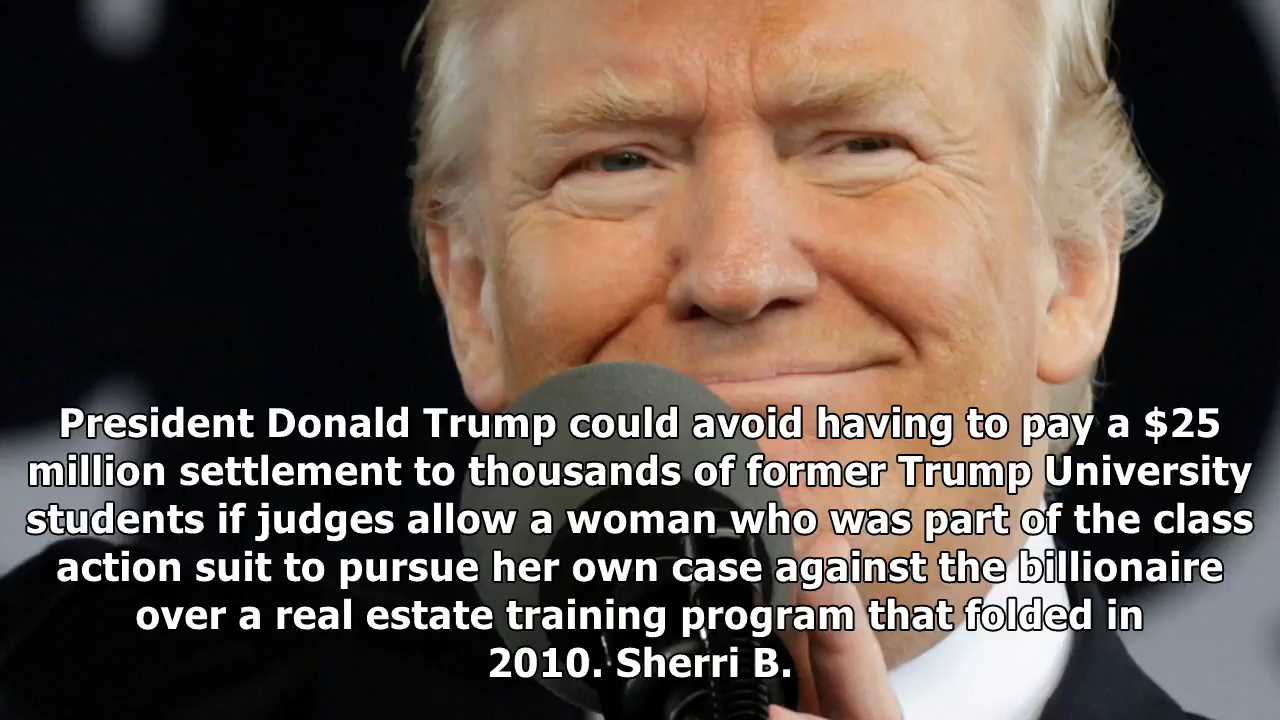 President Donald Trump could avoid having to pay a $25
million settlement to thousands of former Trump University
students if judges allow a woman who was part of the class
action suit to pursue her own case against the billionaire
over a real estate training program that folded in
2010. Sherri B.